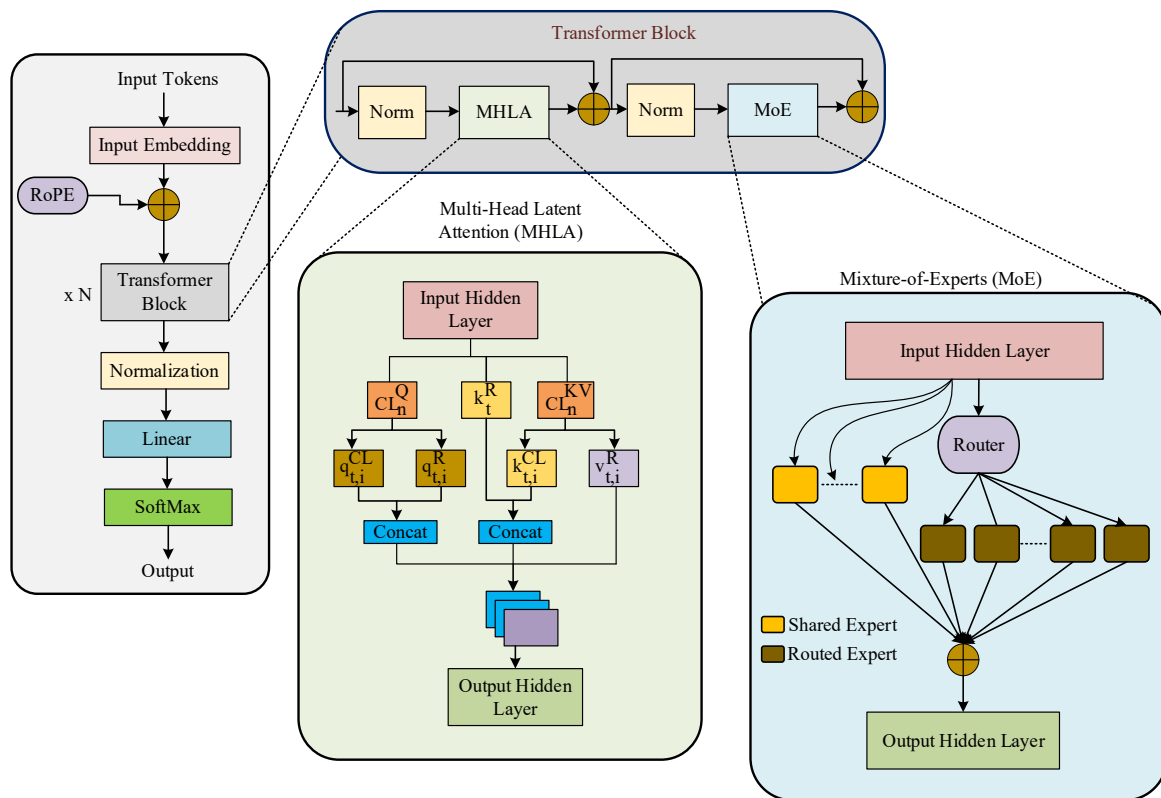 Transformer Block
Norm
MHLA
Norm
MoE
Input Tokens
Input Embedding
RoPE
Transformer
Block
x N
Normalization
Linear
SoftMax
Output
Multi-Head Latent
Attention (MHLA)
Input Hidden
Layer
CL_n^Q
k_t^R
CL_n^KV
q_t,i^CL
q_t,i^R
k_t,i^CL
v_t,i^R
Concat
Concat
Output Hidden
Layer
Mixture-of-Experts (MoE)
Input Hidden Layer
Router
Shared Expert
Routed Expert
Output Hidden Layer